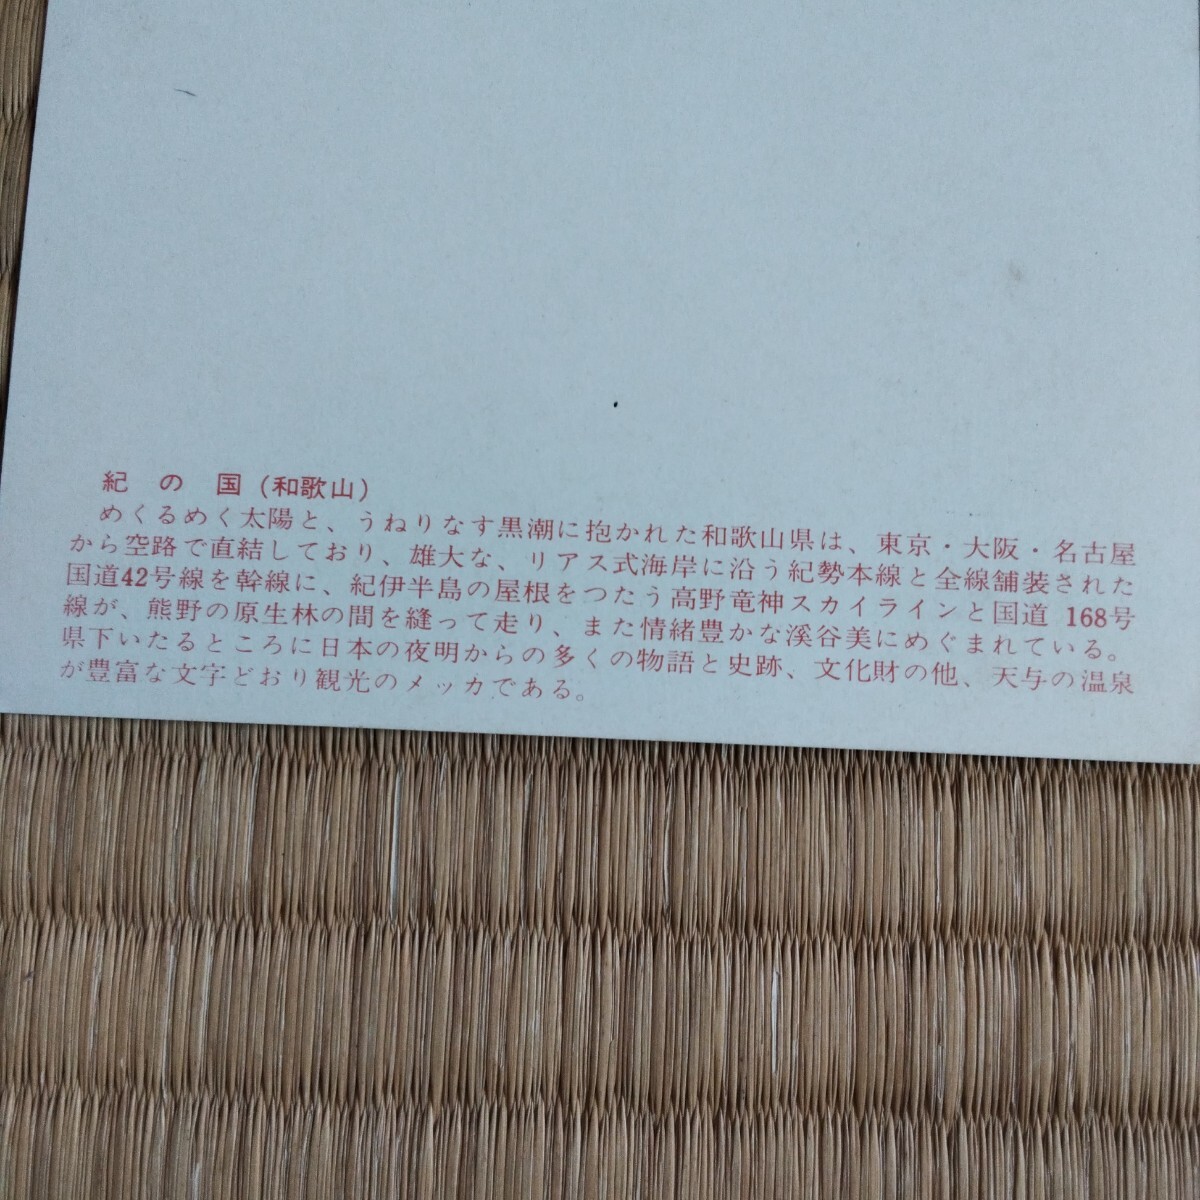 紀の国(和歌山)
めくるめく太陽と、うねりなす黒潮に抱かれた和歌山県は、東京・大阪・名古屋
から空路で直結しており、雄大な、リアス式海岸に沿う紀勢本線と全線舗装された
国道42号線を幹線に、紀伊半島の屋根をつたう高野竜神スカイラインと国道 168号
線が、熊野の原生林の間を縫って走り、また情緒豊かな溪谷美にめぐまれている。
県下いたるところに日本の夜明からの多くの物語と史跡、文化財の他、天与の温泉
が豊富な文字どおり観光のメッカである。